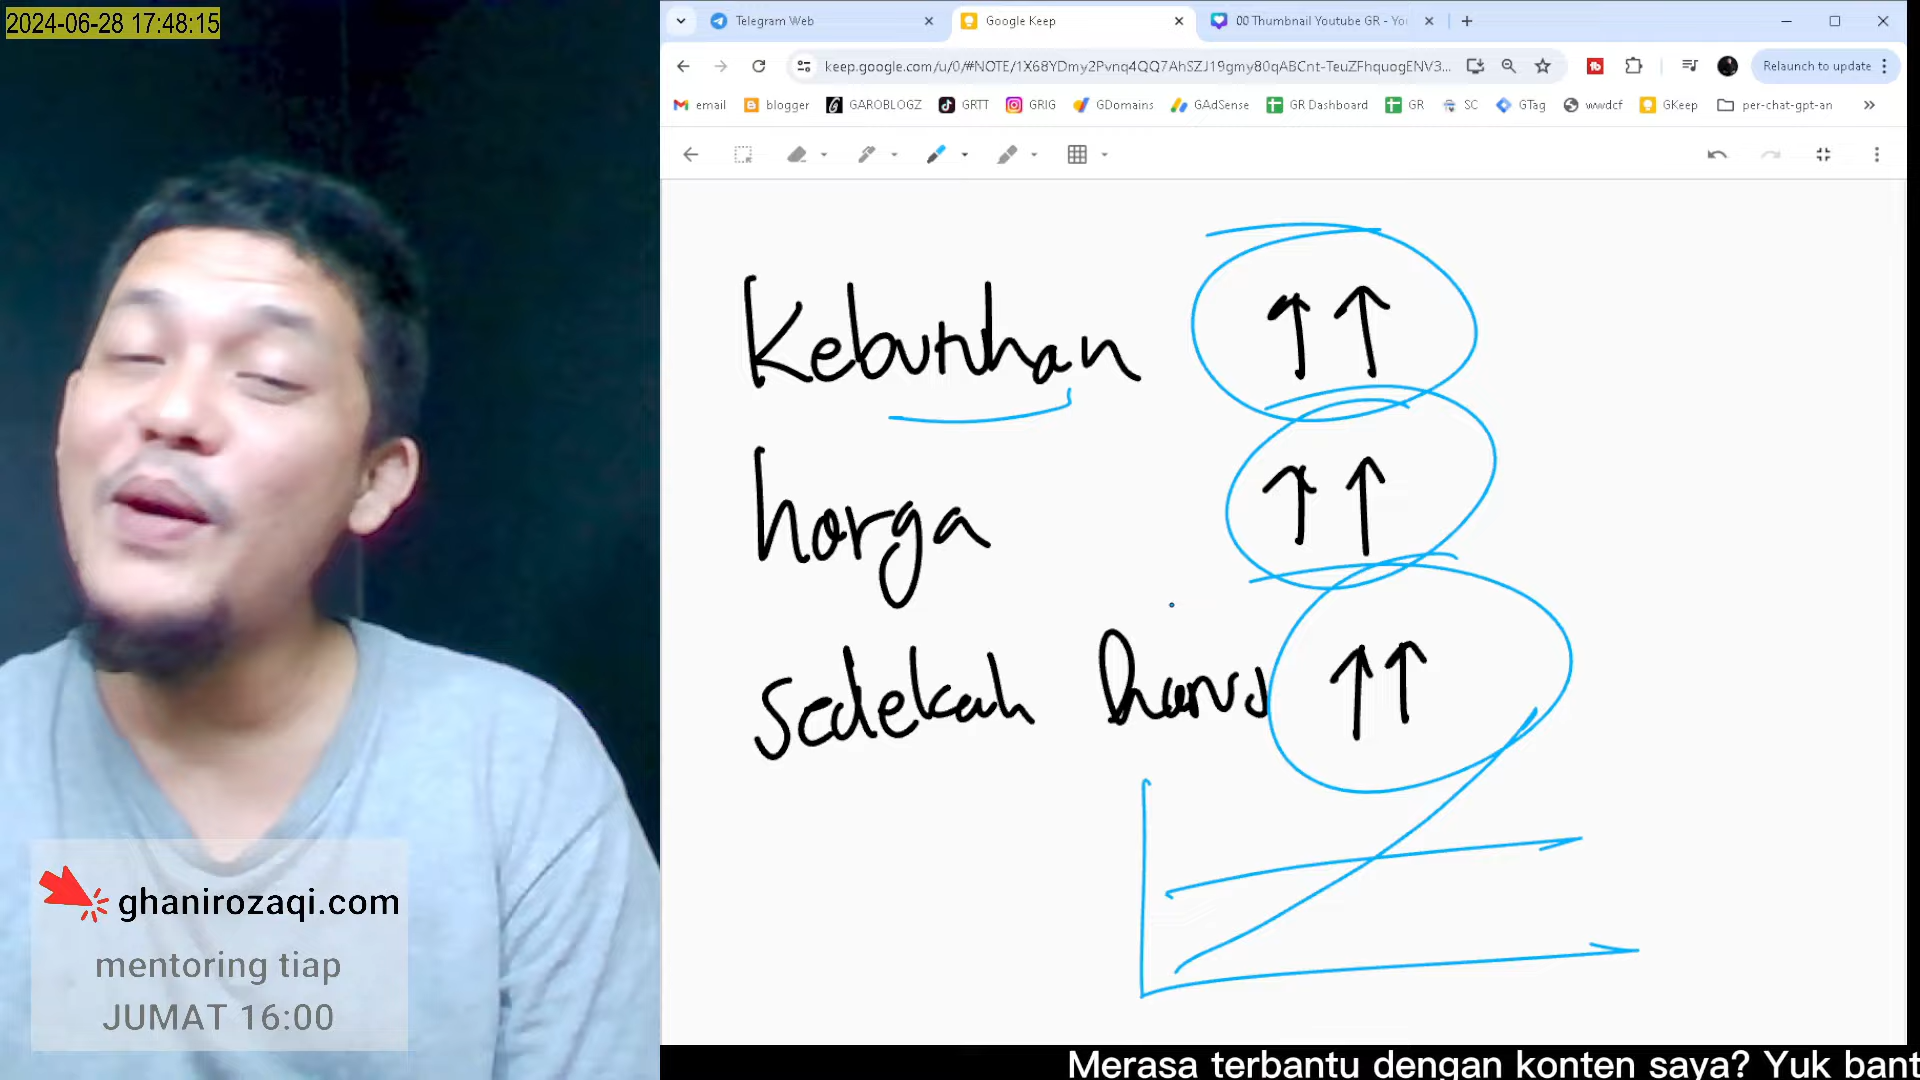 2024-06-28 17:48:15
Telegram Web
Google Keep
00 Thumbnail Youtube GR - Yo
keep.google.com/u/0/#NOTE/1X68YDmy2Pvnq4QQ7AhSZJ19gmy80qABCnt-TeuZFhquogENV3...
Relaunch to update
email
blogger
GAROBLOGZ
GRTT
GRIG
GDomains
GAdSense
GR Dashboard
GR
SC
GTag
wwdcf
GKeep
per-chat-gpt-an
Kebutuhan ↑↑
harga ↑↑
sedekah harus ↑↑
ghanirozaqi.com
mentoring tiap
JUMAT 16:00
Merasa terbantu dengan konten saya? Yuk bant